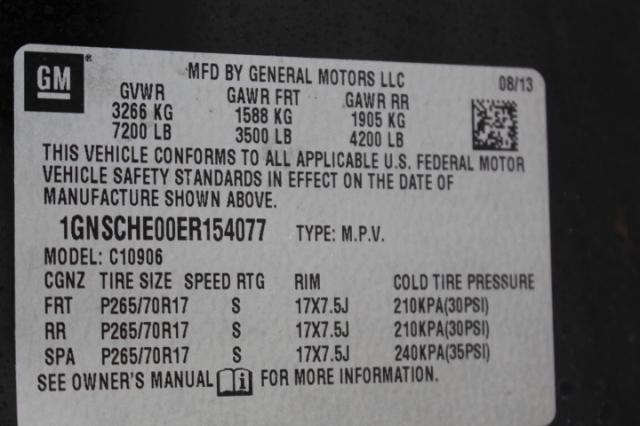 GM ®
MFD BY GENERAL MOTORS LLC 08/13
GVWR GAWR FRT GAWR RR
3266 KG 1588 KG 1905 KG
7200 LB 3500 LB 4200 LB
THIS VEHICLE CONFORMS TO ALL APPLICABLE U.S. FEDERAL MOTOR
VEHICLE SAFETY STANDARDS IN EFFECT ON THE DATE OF
MANUFACTURE SHOWN ABOVE.
1GNSCHE00ER154077 TYPE: M.P.V.
MODEL: C10906
CGNZ TIRE SIZE SPEED RTG RIM COLD TIRE PRESSURE
FRT P265/70R17 S 17X7.5J 210KPA(30PSI)
RR P265/70R17 S 17X7.5J 210KPA(30PSI)
SPA P265/70R17 S 17X7.5J 240KPA(35PSI)
SEE OWNER'S MANUAL i FOR MORE INFORMATION.